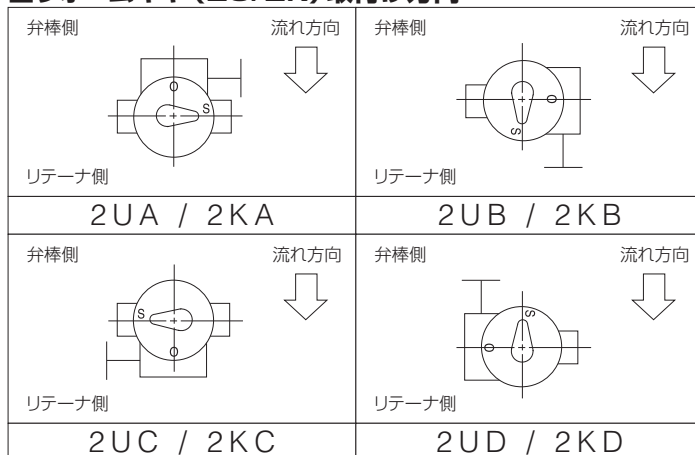 弁棒側 流れ方向
O
S
リテーナ側
2UA / 2KA
弁棒側 流れ方向
O
S
リテーナ側
2UB / 2KB
弁棒側 流れ方向
S
O
リテーナ側
2UC / 2KC
弁棒側 流れ方向
S
O
リテーナ側
2UD / 2KD